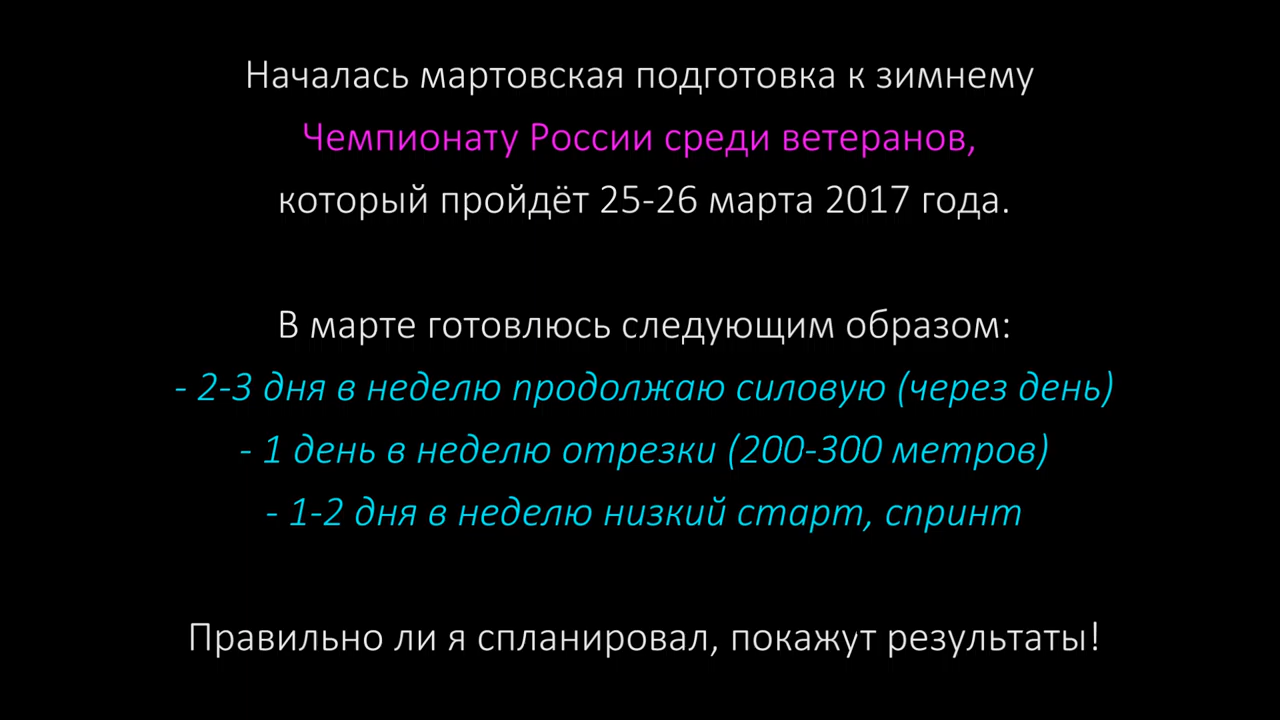 Началась мартовская подготовка к зимнему
Чемпионату России среди ветеранов,
который пройдёт 25-26 марта 2017 года.
В марте готовлюсь следующим образом:
- 2-3 дня в неделю продолжаю силовую (через день)
- 1 день в неделю отрезки (200-300 метров)
- 1-2 дня в неделю низкий старт, спринт
Правильно ли я спланировал, покажут результаты!